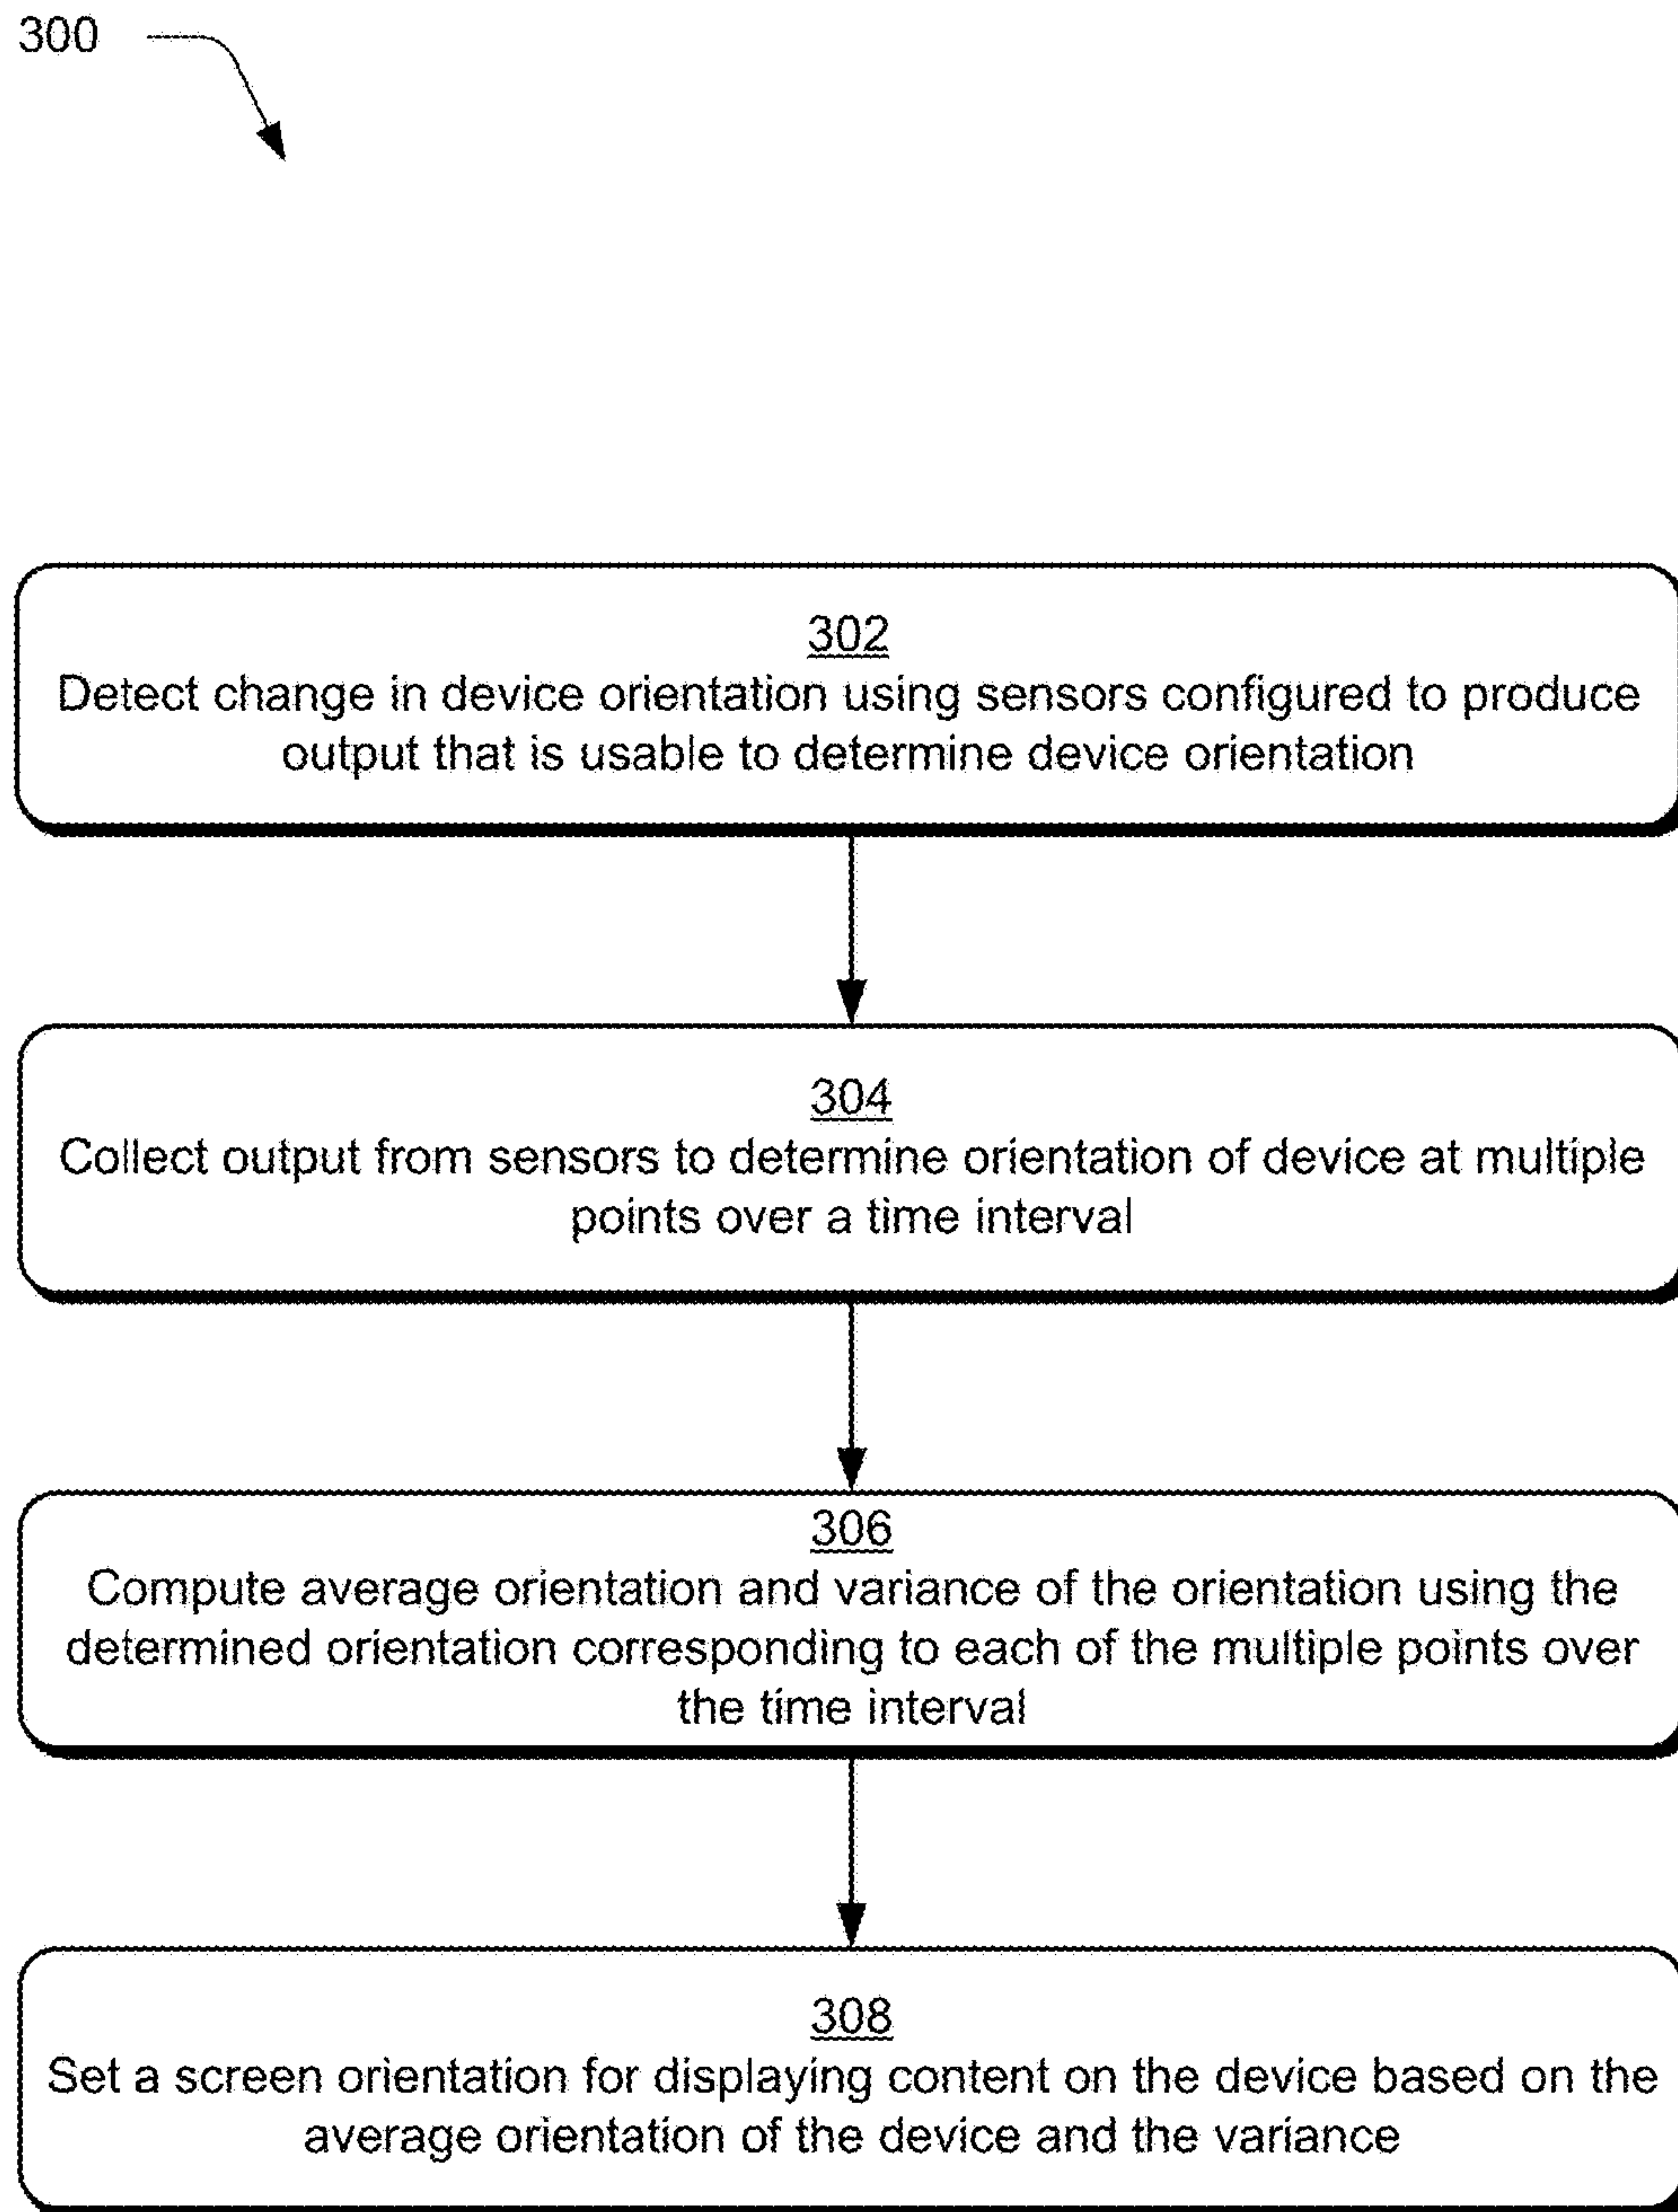 300
302
Detect change in device orientation using sensors configured to produce
output that is usable to determine device orientation
304
Collect output from sensors to determine orientation of device at multiple
points over a time interval
306
Compute average orientation and variance of the orientation using the
determined orientation corresponding to each of the multiple points over
the time interval
308
Set a screen orientation for displaying content on the device based on the
average orientation of the device and the variance